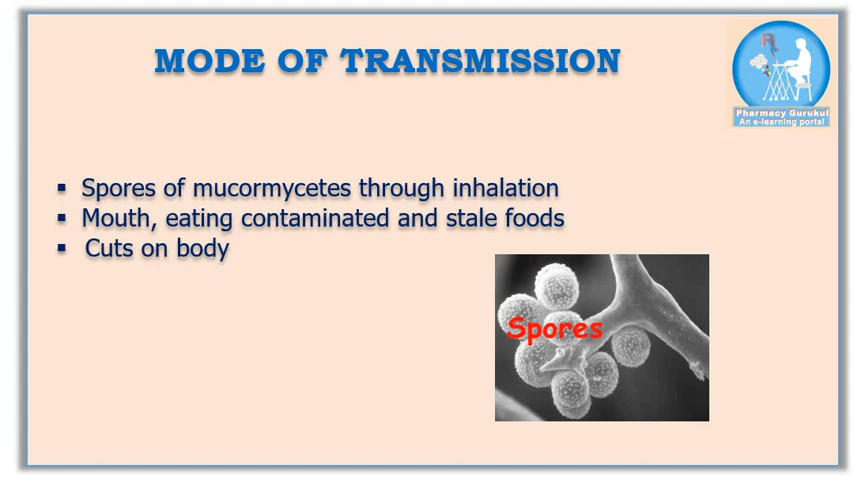 MODE OF TRANSMISSION
Pharmacy Gurukul
An e-learning portal
▪ Spores of mucormycetes through inhalation
▪ Mouth, eating contaminated and stale foods
▪ Cuts on body
Spores